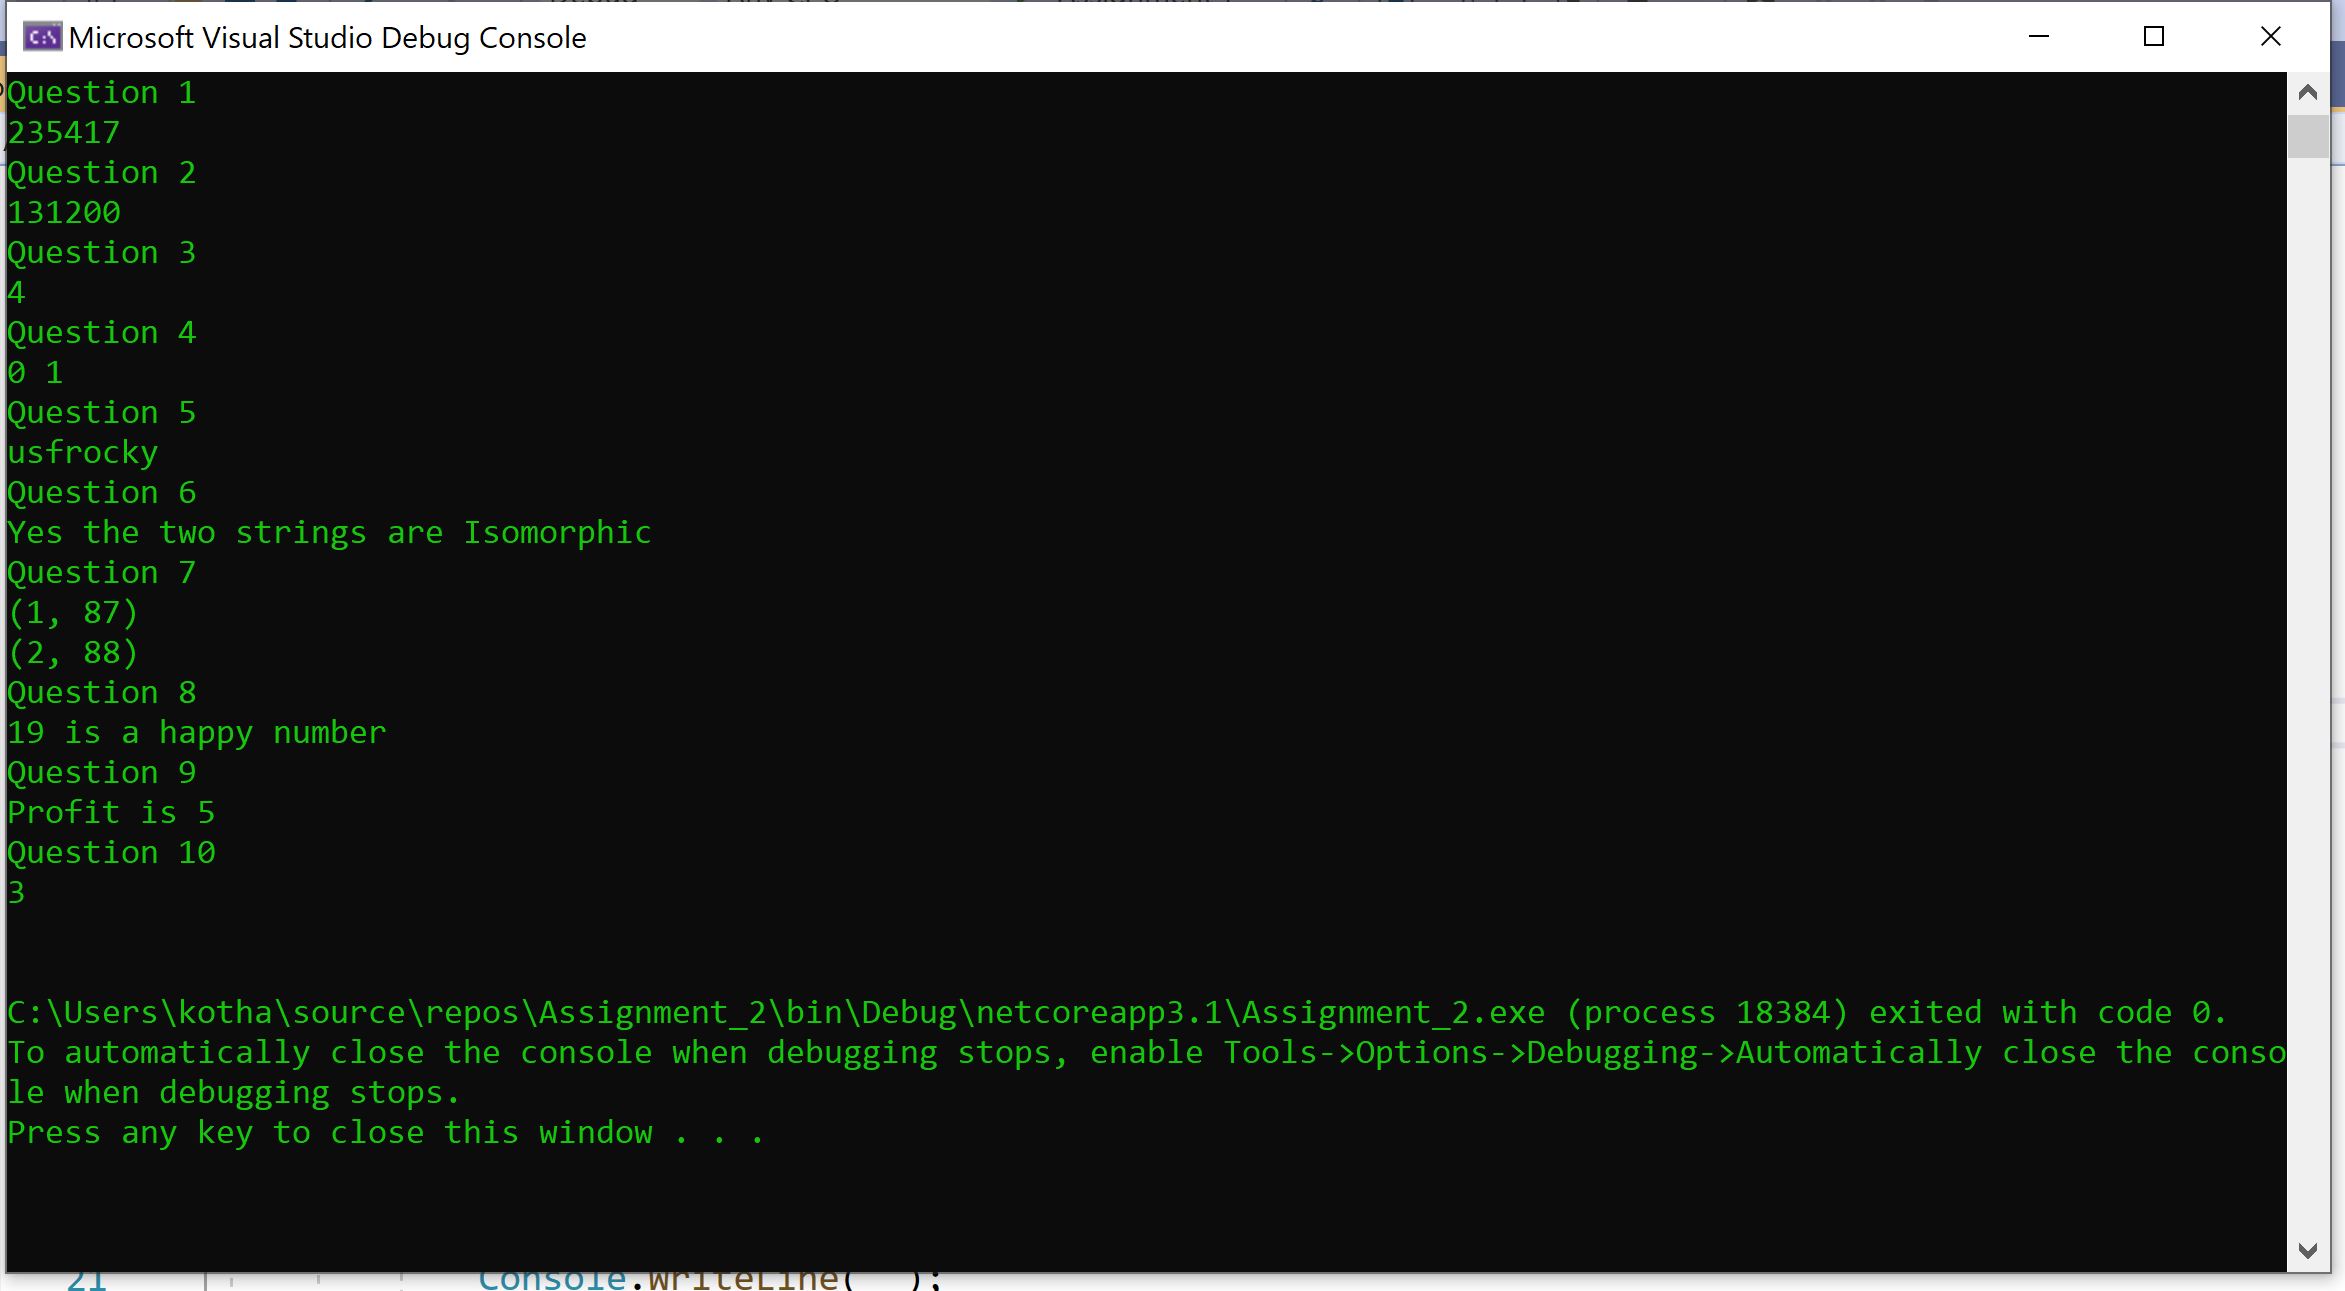 Microsoft Visual Studio Debug Console
Question 1
235417
Question 2
131200
Question 3
4
Question 4
0 1
Question 5
usfrocky
Question 6
Yes the two strings are Isomorphic
Question 7
(1, 87)
(2, 88)
Question 8
19 is a happy number
Question 9
Profit is 5
Question 10
3
C:\Users\kotha\source\repos\Assignment_2\bin\Debug\netcoreapp3.1\Assignment_2.exe (process 18384) exited with code 0.
To automatically close the console when debugging stops, enable Tools->Options->Debugging->Automatically close the conso
le when debugging stops.
Press any key to close this window . . .
21 Console.WriteLine( );